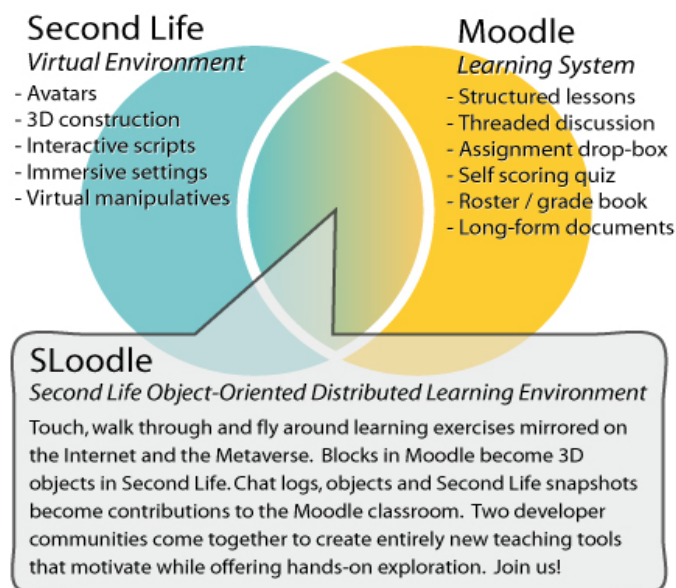 Second Life
Virtual Environment
- Avatars
- 3D construction
- Interactive scripts
- Immersive settings
- Virtual manipulatives
Moodle
Learning System
- Structured lessons
- Threaded discussion
- Assignment drop-box
- Self scoring quiz
- Roster / grade book
- Long-form documents
SLoodle
Second Life Object-Oriented Distributed Learning Environment
Touch, walk through and fly around learning exercises mirrored on
the Internet and the Metaverse. Blocks in Moodle become 3D
objects in Second Life. Chat logs, objects and Second Life snapshots
become contributions to the Moodle classroom. Two developer
communities come together to create entirely new teaching tools
that motivate while offering hands-on exploration. Join us!